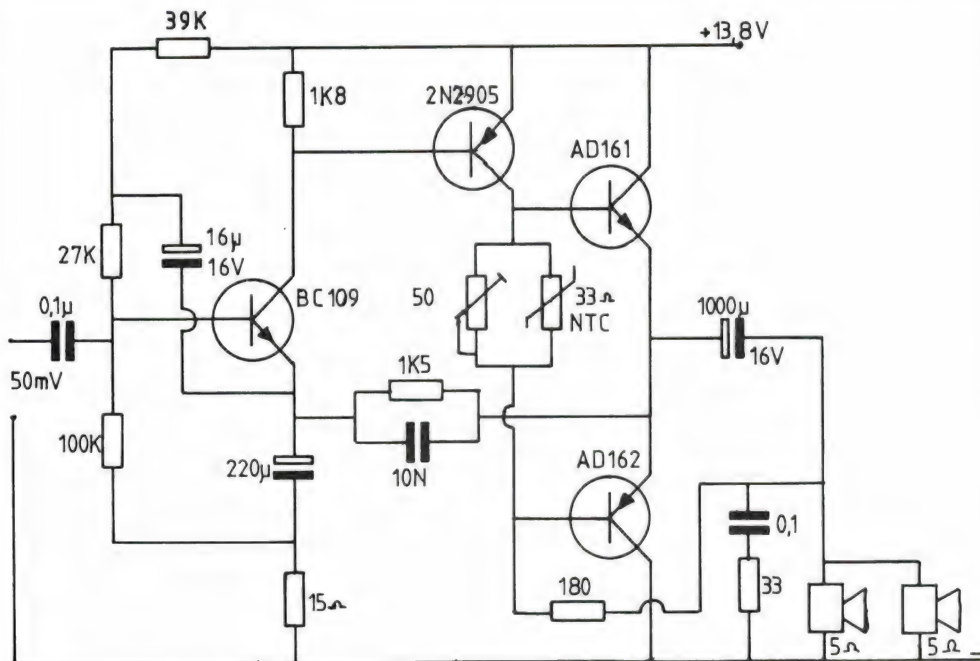 39K
+13,8V
1K8
2N2905
AD161
27K
16µ
16V
BC109
0,1µ
50
33Ω
NTC
1000µ
16V
50mV
1K5
100K
10N
220µ
AD162
0,1
180
33
15Ω
5Ω
5Ω